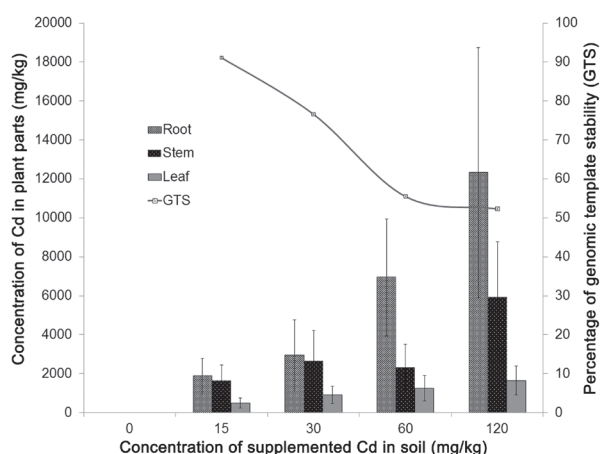 Concentration of Cd in plant parts (mg/kg)
20000
18000
16000
14000
12000
10000
8000
6000
4000
2000
0
Root
Stem
Leaf
GTS
100
90
80
70
60
50
40
30
20
10
0
Percentage of genomic template stability (GTS)
0 15 30 60 120
Concentration of supplemented Cd in soil (mg/kg)